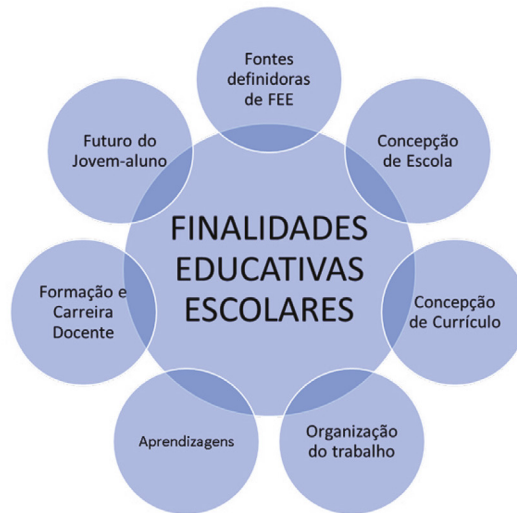 Fontes
definidoras
de FEE
Futuro do
Jovem-aluno
Concepção
de Escola
FINALIDADES
EDUCATIVAS
ESCOLARES
Formação e
Carreira
Docente
Concepção
de Currículo
Aprendizagens
Organização
do trabalho